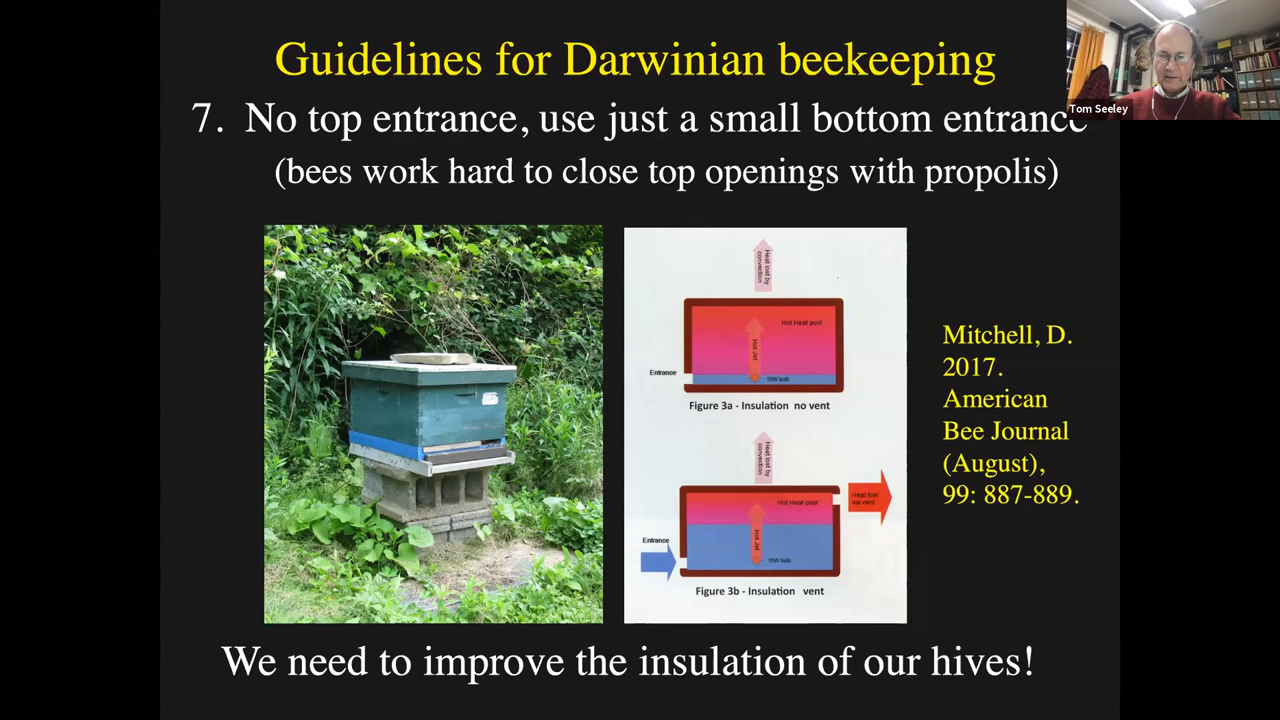 Guidelines for Darwinian beekeeping
Tom Seeley
7. No top entrance, use just a small bottom entrance
(bees work hard to close top openings with propolis)
Heat lost by
convection
Hot Heat pool
Hot Jet
Entrance
15W bulb
Figure 3a - Insulation no vent
Heat lost by
convection
Hot Heat pool
Heat lost
via vent
Hot Jet
Entrance
15W bulb
Figure 3b - Insulation vent
Mitchell, D.
2017.
American
Bee Journal
(August),
99: 887-889.
We need to improve the insulation of our hives!